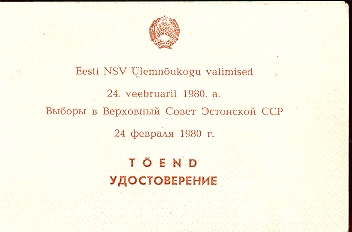 Eesti NSV Ülemnõukogu valimised
24. veebruaril 1980. a.
Выборы в Верховный Совет Эстонской ССР
24 февраля 1980 г.
TÕEND
УДОСТОВЕРЕНИЕ